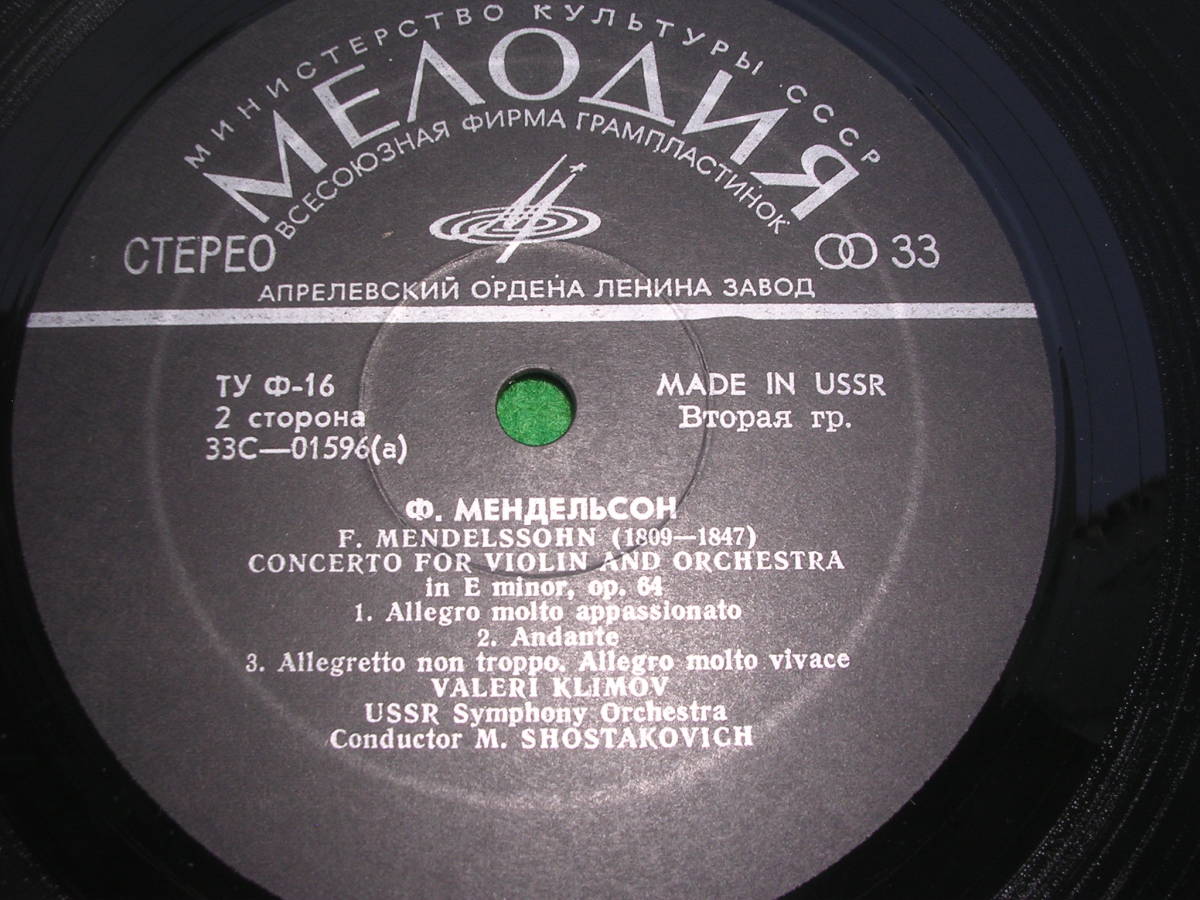 МИНИСТЕРСТВО КУЛЬТУРЫ СССР
МЕЛОДИЯ
ВСЕСОЮЗНАЯ ФИРМА ГРАМПЛАСТИНОК
СТЕРЕО
33
АПРЕЛЕВСКИЙ ОРДЕНА ЛЕНИНА ЗАВОД
ТУ Ф-16
2 сторона
33С—01596(а)
MADE IN USSR
Вторая гр.
Ф. МЕНДЕЛЬСОН
F. MENDELSSOHN (1809—1847)
CONCERTO FOR VIOLIN AND ORCHESTRA
in E minor, op. 64
1. Allegro molto appassionato
2. Andante
3. Allegretto non troppo. Allegro molto vivace
VALERI KLIMOV
USSR Symphony Orchestra
Conductor M. SHOSTAKOVICH